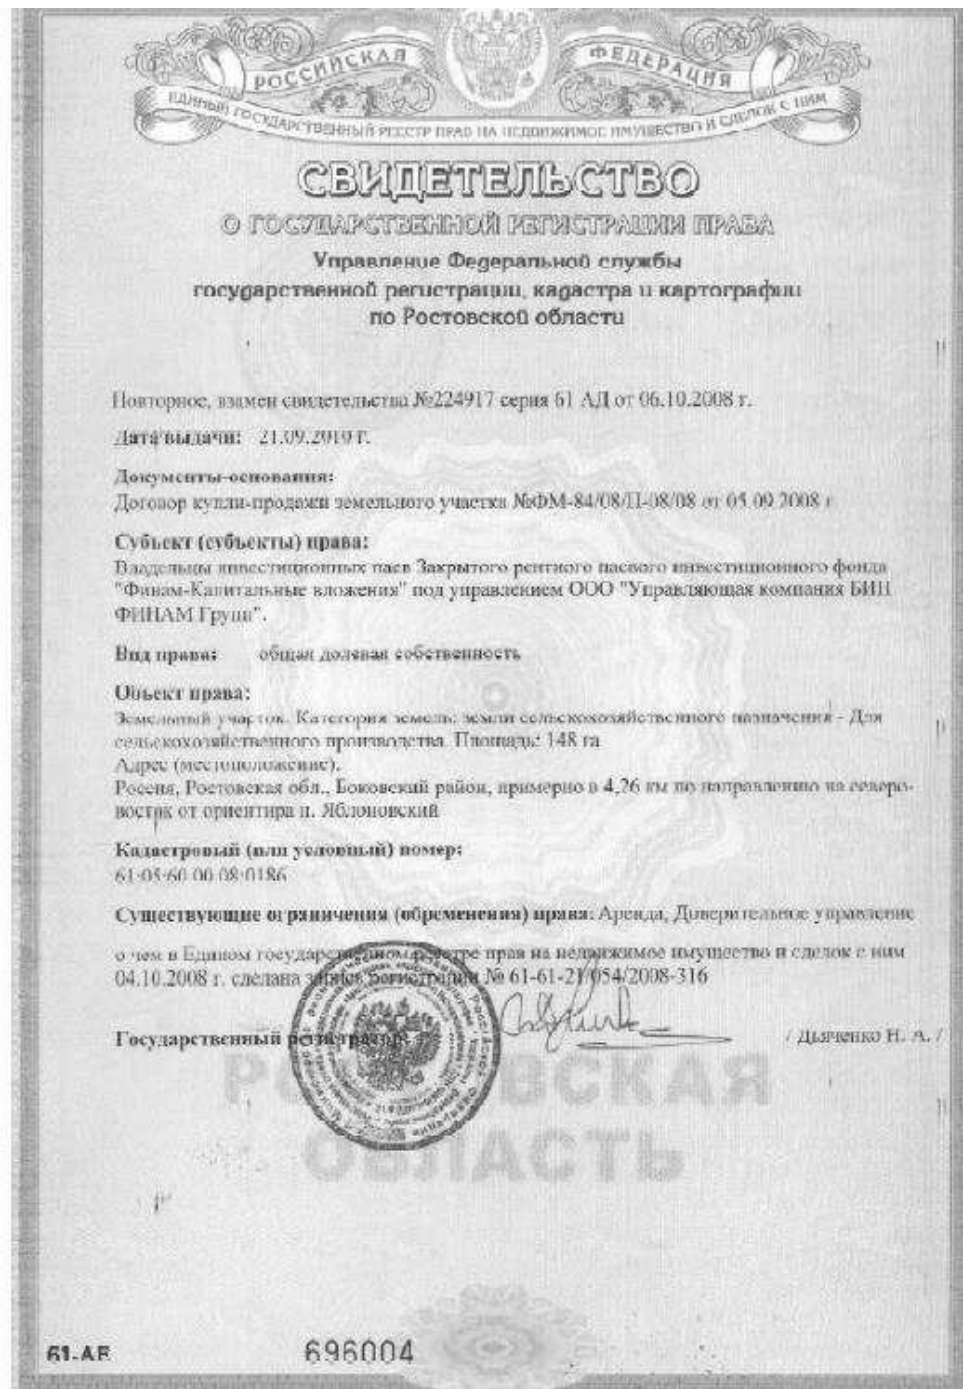 РОССИЙСКАЯ ФЕДЕРАЦИЯ
ЕДИНЫЙ ГОСУДАРСТВЕННЫЙ РЕЕСТР ПРАВ НА НЕДВИЖИМОЕ ИМУЩЕСТВО И СДЕЛОК С НИМ
СВИДЕТЕЛЬСТВО
О ГОСУДАРСТВЕННОЙ РЕГИСТРАЦИИ ПРАВА
Управление Федеральной службы
государственной регистрации, кадастра и картографии
по Ростовской области
Повторное, взамен свидетельства №224917 серия 61 АД от 06.10.2008 г.
Дата выдачи: 21.09.2010 г.
Документы-основания:
Договор купли-продажи земельного участка №ФМ-84/08/П-08/08 от 05.09.2008 г
Субъект (субъекты) права:
Владельцы инвестиционных паев Закрытого рентного паевого инвестиционного фонда
"Финам-Капитальные вложения" под управлением ООО "Управляющая компания БИН
ФИНАМ Групп".
Вид права: общая долевая собственность
Объект права:
Земельный участок. Категория земель: земли сельскохозяйственного назначения - Для
сельскохозяйственного производства. Площадь: 148 га
Адрес (местоположение):
Россия, Ростовская обл., Боковский район, примерно в 4,26 км по направлению на северо-
восток от ориентира п. Яблоновский
Кадастровый (или условный) номер:
61:05:60 00 08:0186
Существующие ограничения (обременения) права: Аренда, Доверительное управление
о чем в Едином государственном реестре прав на недвижимое имущество и сделок с ним
04.10.2008 г. сделана запись регистрации № 61-61-21/054/2008-316
Государственный регистратор / Дьяченко Н. А. /
РОСТОВСКАЯ
ОБЛАСТЬ
61-АЕ 696004